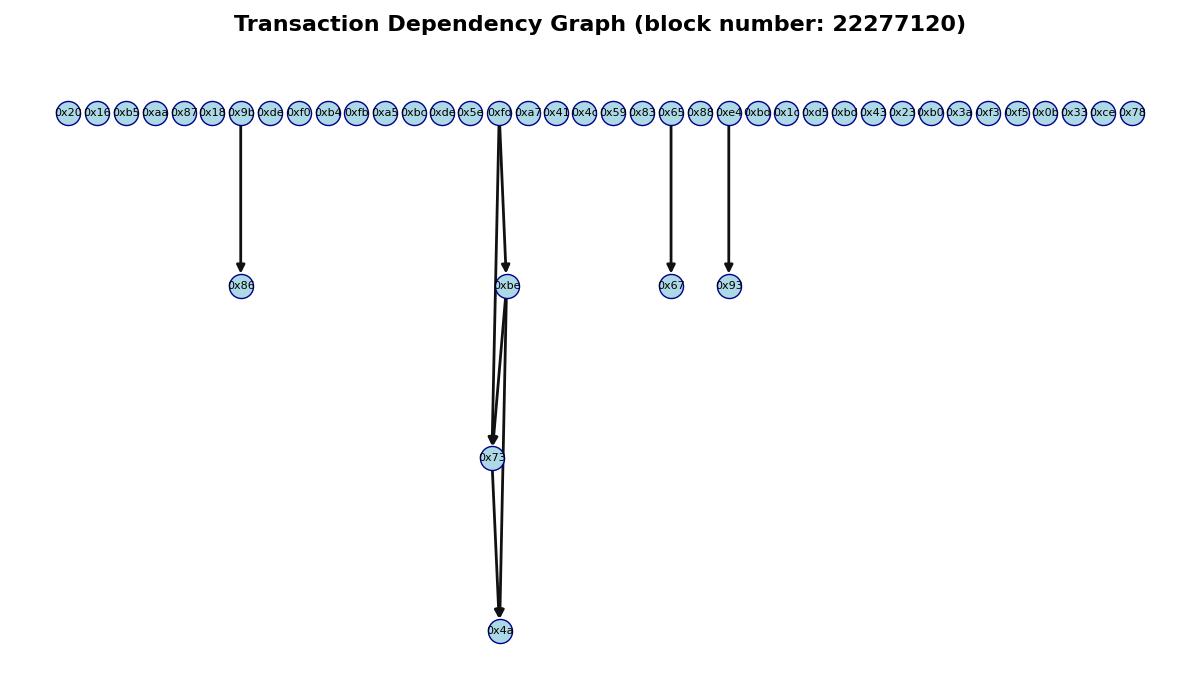 Transaction Dependency Graph (block number: 22277120)
0x20 0x16 0xb5 0xaa 0x87 0x18 0x9b 0xde 0xf0 0xb4 0xfb 0xa5 0xbc 0xde 0x5e 0xfd 0xa7 0x41 0x4c 0x59 0x83 0x65 0x88 0xe4 0xbd 0x1c 0xd5 0xbd 0x43 0x23 0xb0 0x3a 0xf3 0xf5 0x0b 0x33 0xce 0x78
0x86 0xbe 0x67 0x93
0x73
0x4a